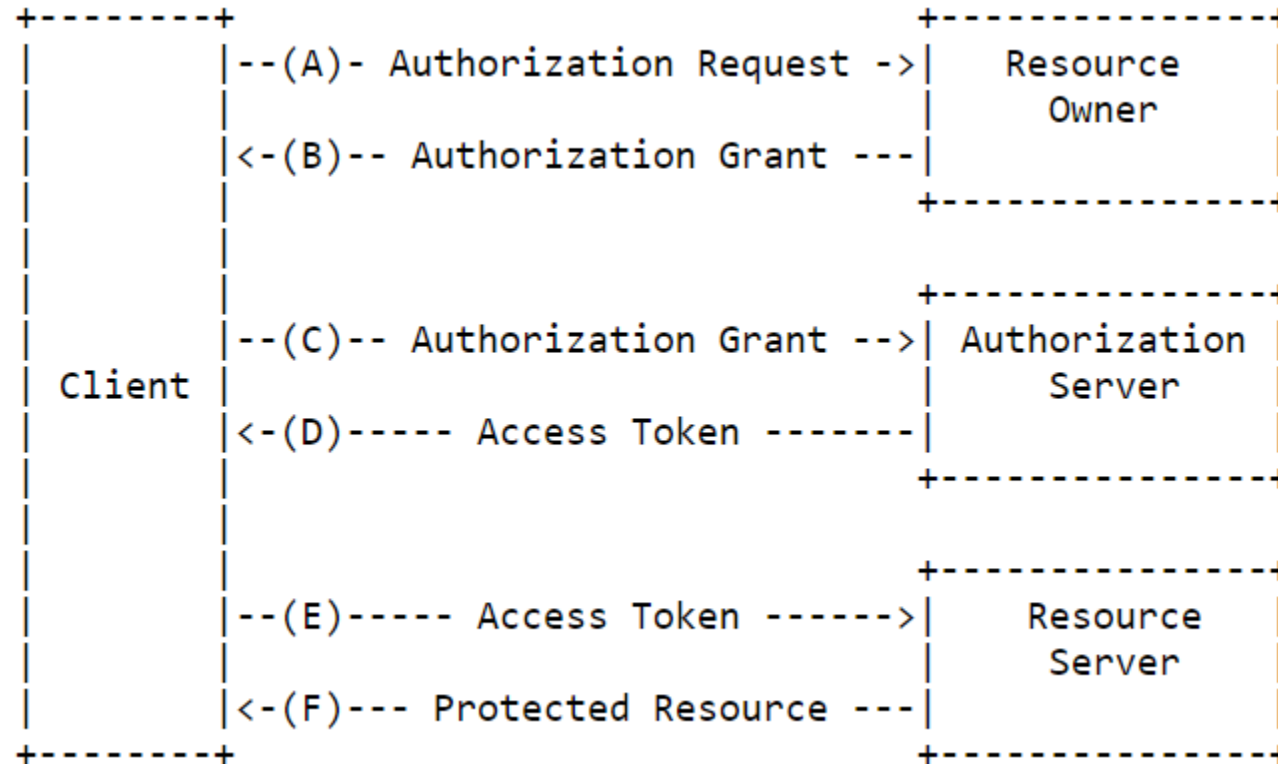 +--------+                               +---------------+
|        |--(A)- Authorization Request ->|   Resource    |
|        |                               |     Owner     |
|        |<-(B)-- Authorization Grant ---|               |
|        |                               +---------------+
|        |
|        |                               +---------------+
|        |--(C)-- Authorization Grant -->| Authorization |
| Client |                               |     Server    |
|        |<-(D)----- Access Token -------|               |
|        |                               +---------------+
|        |
|        |                               +---------------+
|        |--(E)----- Access Token ------>|    Resource   |
|        |                               |     Server    |
|        |<-(F)--- Protected Resource ---|               |
+--------+                               +---------------+